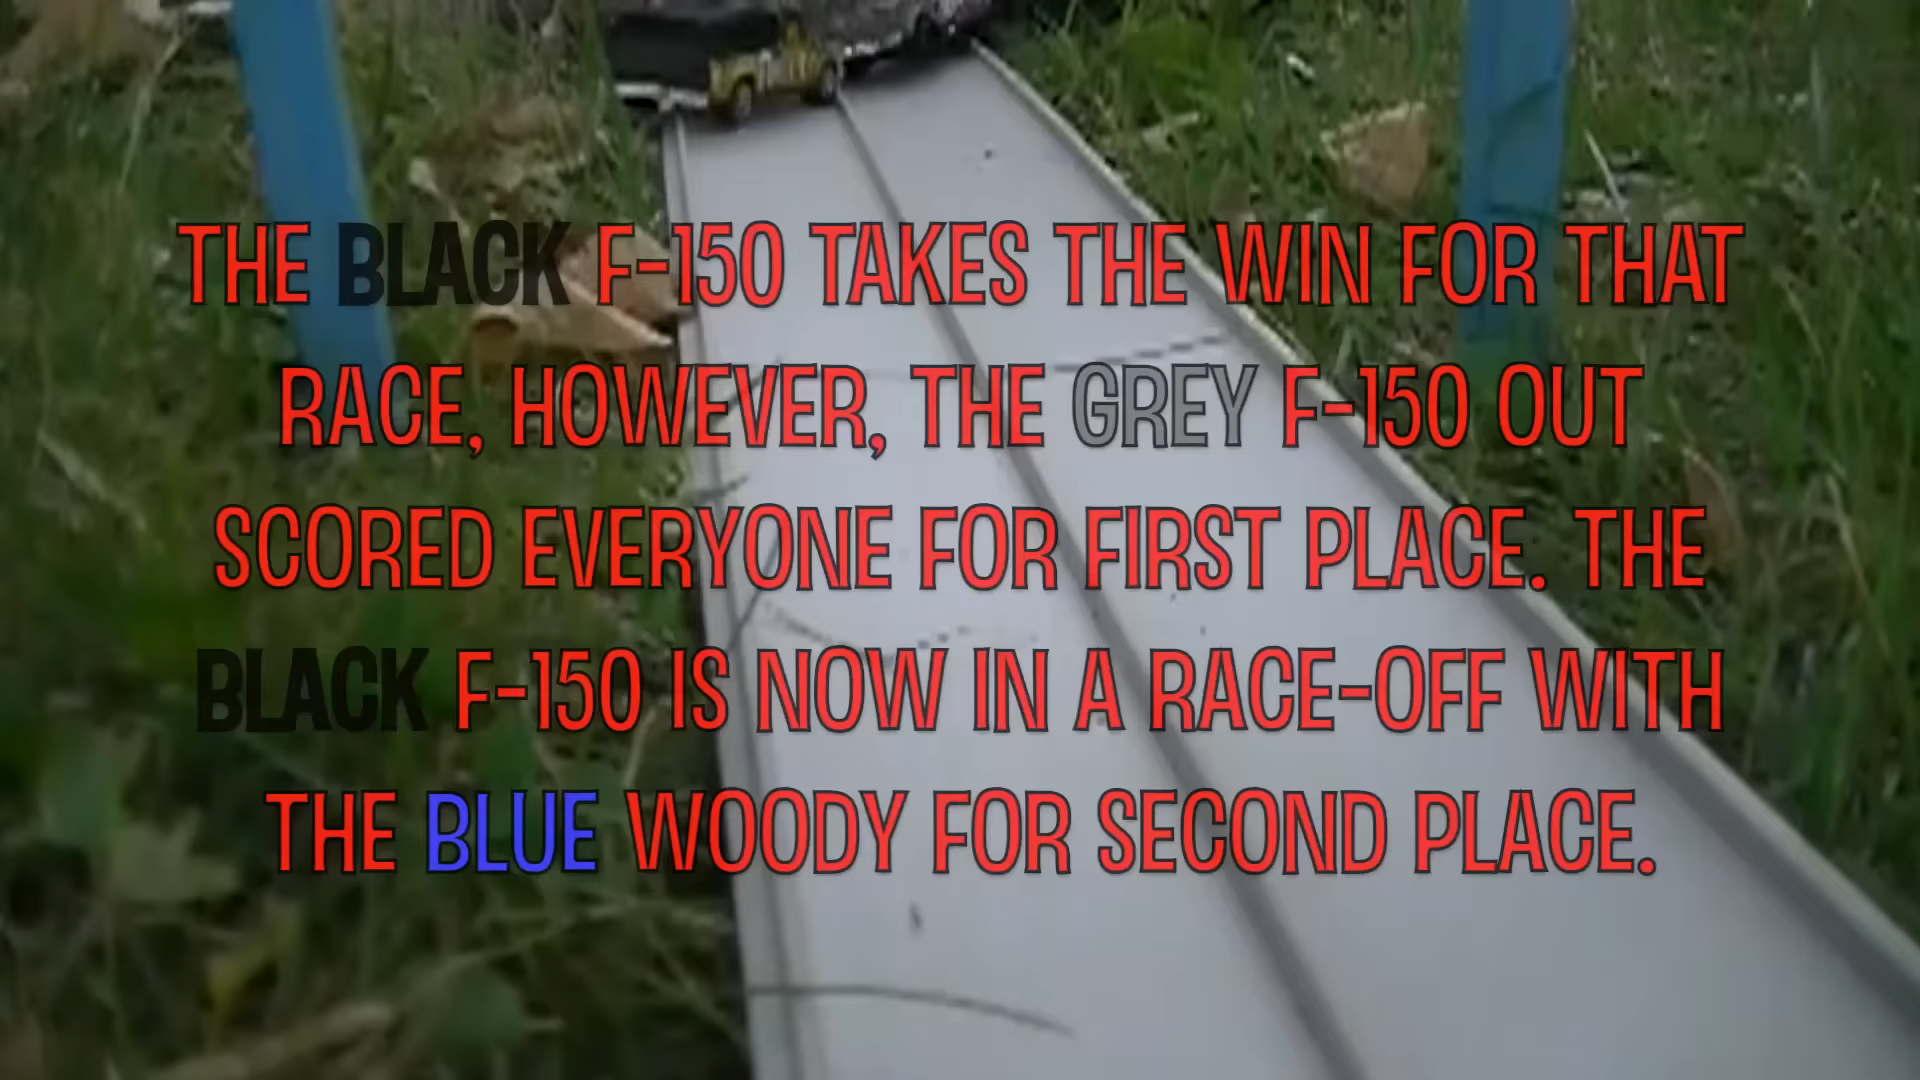 THE BLACK F-150 TAKES THE WIN FOR THAT
RACE, HOWEVER, THE GREY F-150 OUT
SCORED EVERYONE FOR FIRST PLACE. THE
BLACK F-150 IS NOW IN A RACE-OFF WITH
THE BLUE WOODY FOR SECOND PLACE.